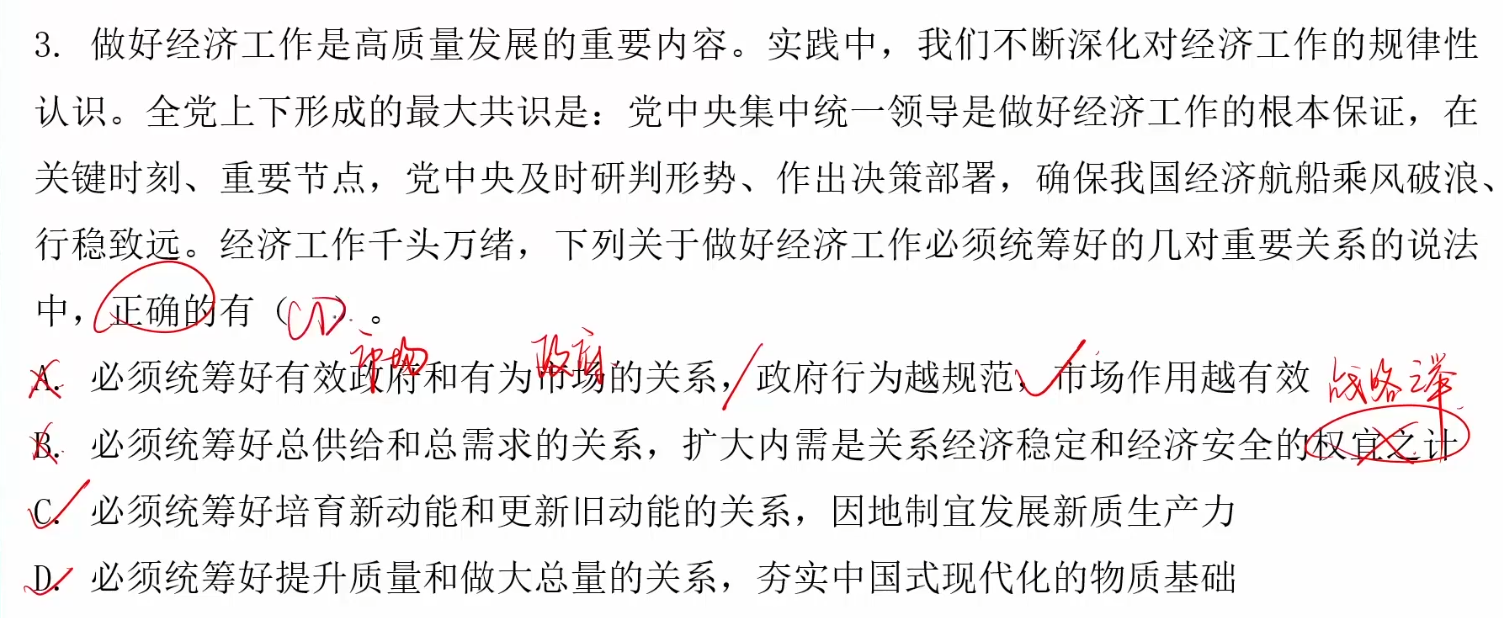 3. 做好经济工作是高质量发展的重要内容。实践中，我们不断深化对经济工作的规律性
认识。全党上下形成的最大共识是：党中央集中统一领导是做好经济工作的根本保证，在
关键时刻、重要节点，党中央及时研判形势、作出决策部署，确保我国经济航船乘风破浪、
行稳致远。经济工作千头万绪，下列关于做好经济工作必须统筹好的几对重要关系的说法
中，正确的有（CD）。
市场 政府
A. 必须统筹好有效政府和有为市场的关系，政府行为越规范，市场作用越有效
战略之举
B. 必须统筹好总供给和总需求的关系，扩大内需是关系经济稳定和经济安全的权宜之计
C. 必须统筹好培育新动能和更新旧动能的关系，因地制宜发展新质生产力
D. 必须统筹好提升质量和做大总量的关系，夯实中国式现代化的物质基础